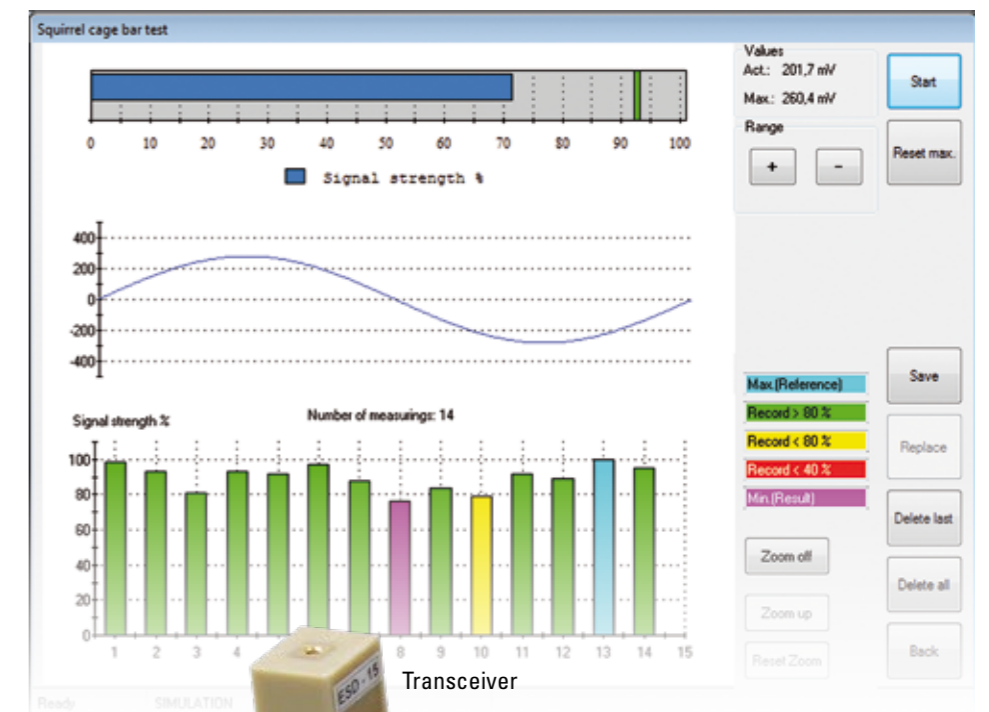 Squirrel cage bar test
Values
Act.: 201,7 mV
Max.: 260,4 mV
Start
Range
+ -
Reset max.
0 10 20 30 40 50 60 70 80 90 100
Signal strength %
400
200
0
-200
-400
Save
Max.(Reference)
Record > 80 %
Record < 80 %
Record < 40 %
Min.(Result)
Replace
Delete last
Delete all
Back
Zoom off
Zoom up
Reset Zoom
Signal strength %
Number of measurings: 14
100
80
60
40
20
0
1 2 3 4 8 9 10 11 12 13 14 15
ESD - 15
Transceiver
Ready SIMULATION